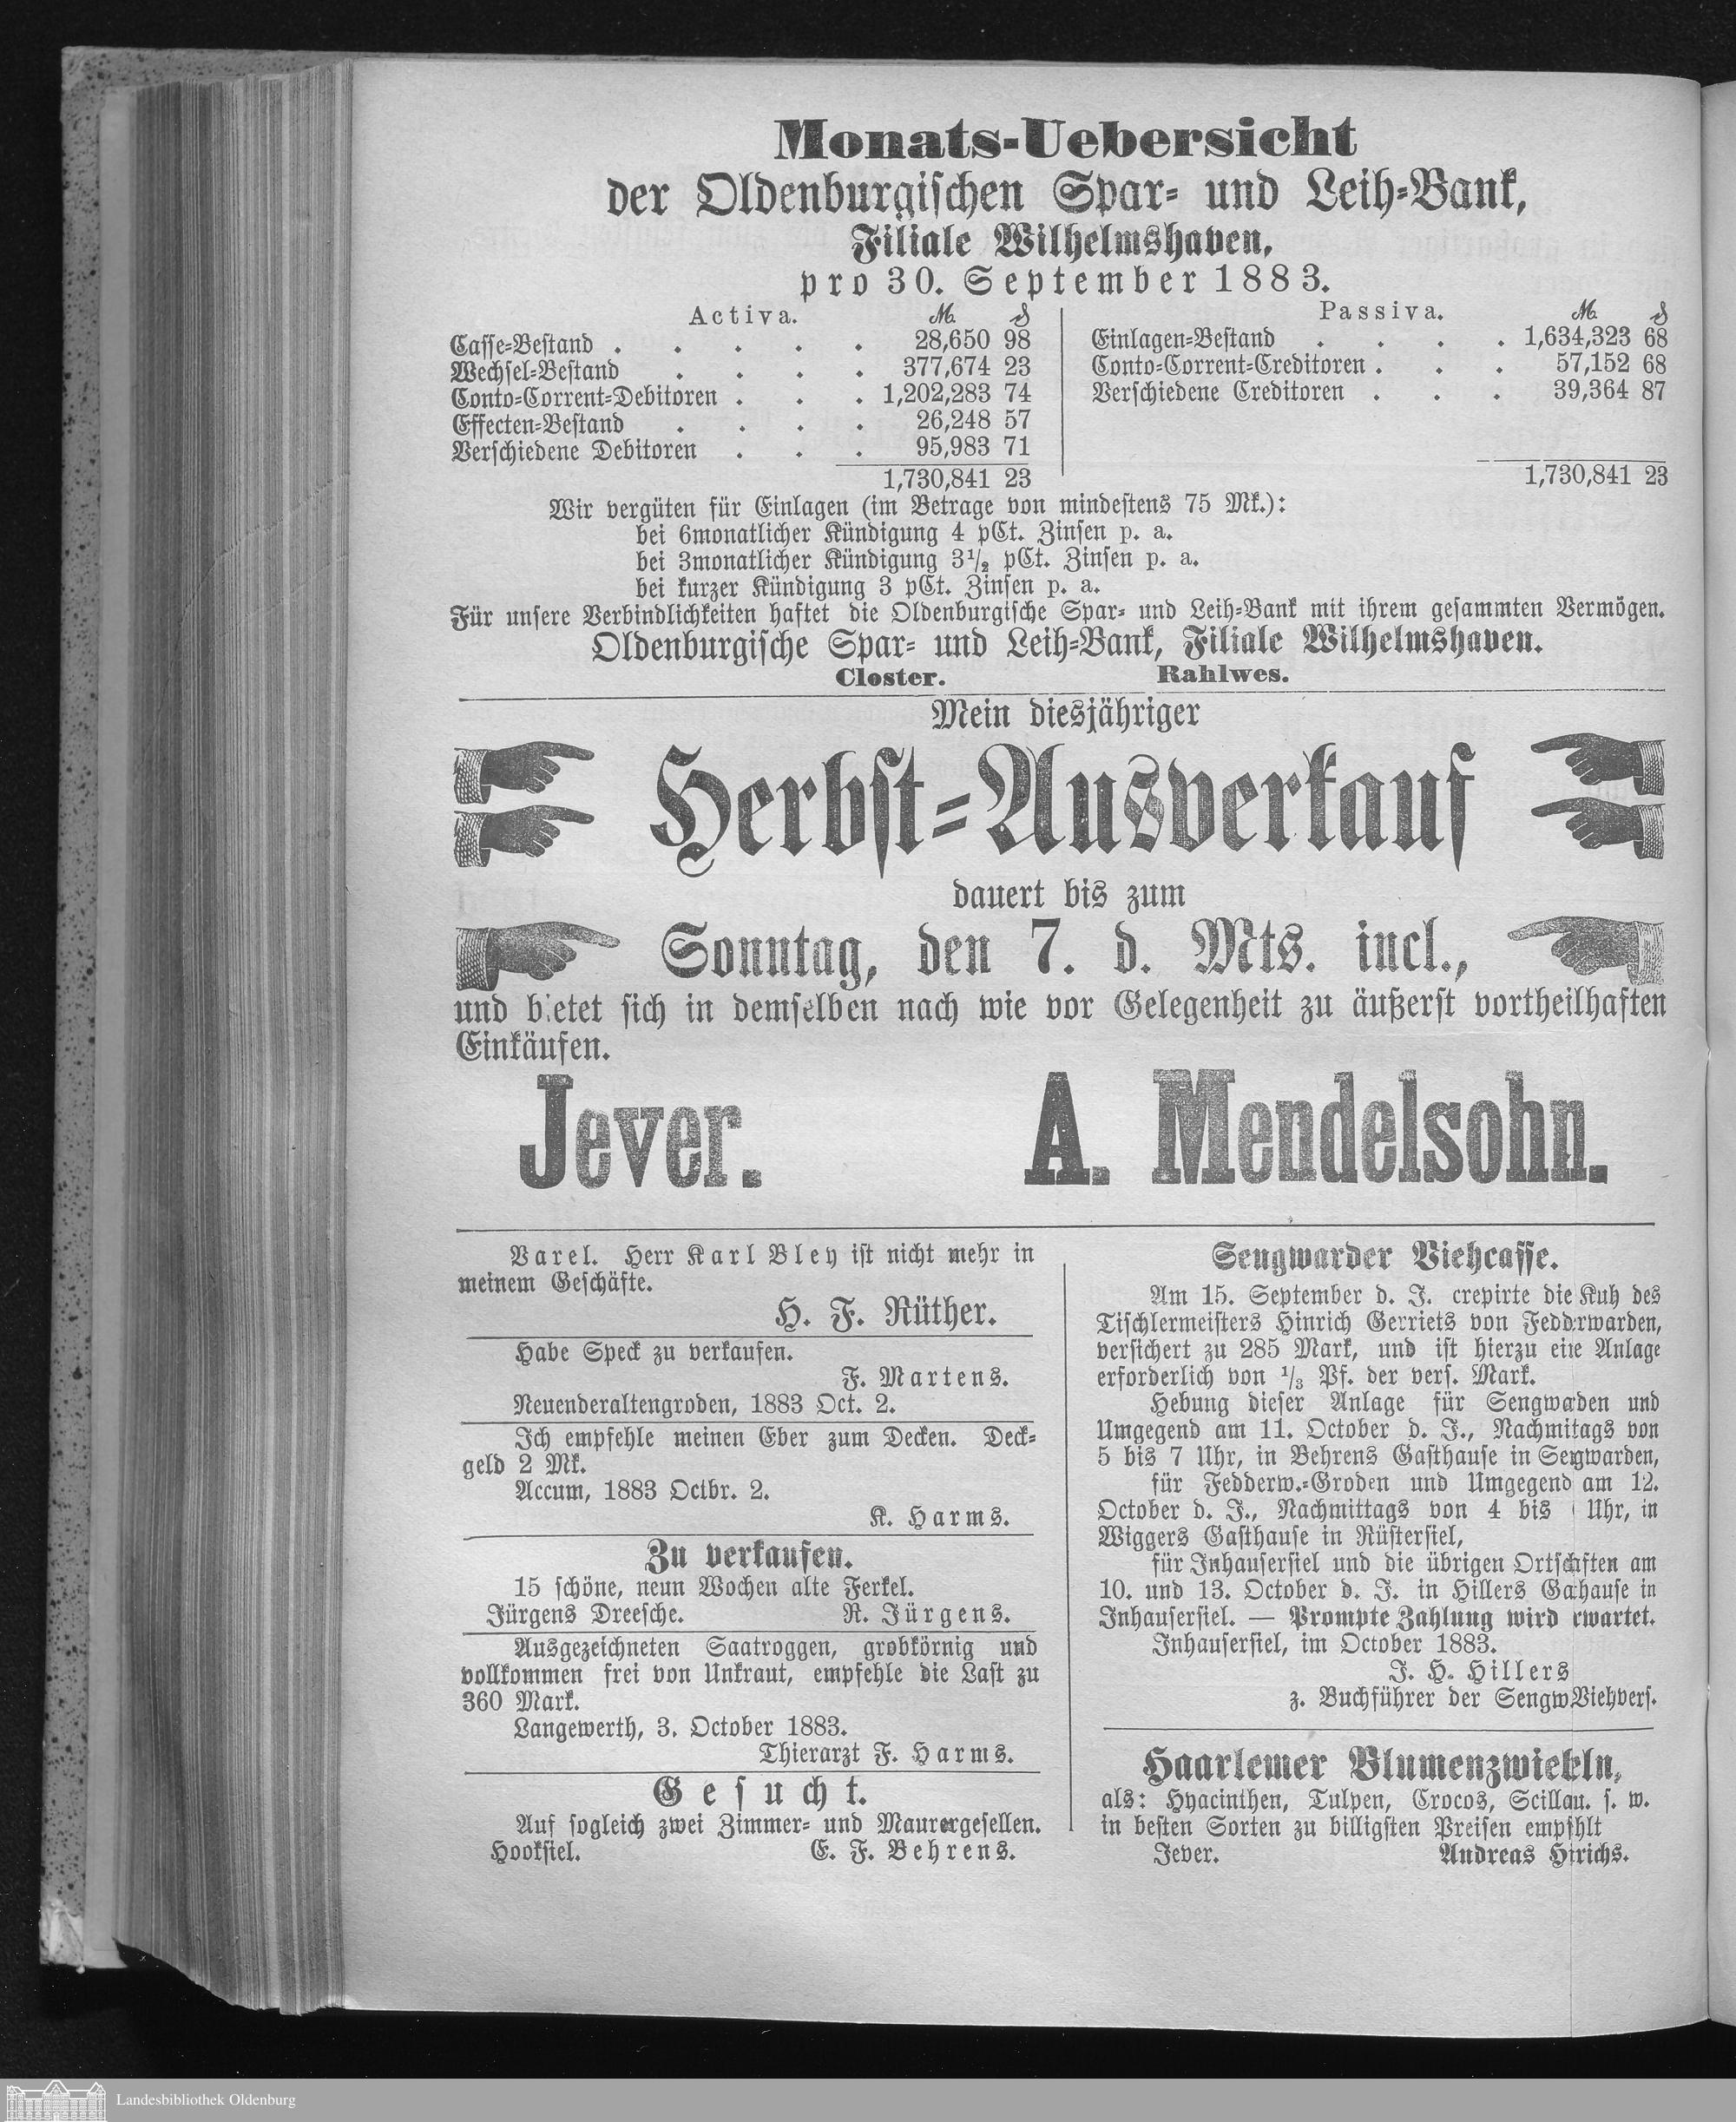 Monats-Uebersicht
der Oldenburgischen Spar- und Leih-Bank,
Filiale Wilhelmshaven,
pro 30. September 1883.
Activa. M. ₰
Casse-Bestand . . . . . 28,650 98
Wechsel-Bestand . . . . 377,674 23
Conto-Corrent-Debitoren . . . 1,202,283 74
Effecten-Bestand . . . . 26,248 57
Verschiedene Debitoren . . . 95,983 71
1,730,841 23
Passiva. M. ₰
Einlagen-Bestand . . . . 1,634,323 68
Conto-Corrent-Creditoren . . . 57,152 68
Verschiedene Creditoren . . . 39,364 87
1,730,841 23
Wir vergüten für Einlagen (im Betrage von mindestens 75 Mk.):
bei 6monatlicher Kündigung 4 pCt. Zinsen p. a.
bei 3monatlicher Kündigung 3½ pCt. Zinsen p. a.
bei kurzer Kündigung 3 pCt. Zinsen p. a.
Für unsere Verbindlichkeiten haftet die Oldenburgische Spar- und Leih-Bank mit ihrem gesammten Vermögen.
Oldenburgische Spar- und Leih-Bank, Filiale Wilhelmshaven.
Closter. Rahlwes.
Mein diesjähriger
Herbst-Ausverkauf
dauert bis zum
Sonntag, den 7. d. Mts. incl.,
und bietet sich in demselben nach wie vor Gelegenheit zu äußerst vortheilhaften
Einkäufen.
Jever. A. Mendelsohn.
Varel. Herr Karl Bley ist nicht mehr in
meinem Geschäfte.
H. F. Rüther.
Habe Speck zu verkaufen.
F. Martens.
Neuenderaltengroden, 1883 Oct. 2.
Ich empfehle meinen Eber zum Decken. Deck-
geld 2 Mk.
Accum, 1883 Octbr. 2.
K. Harms.
Zu verkaufen.
15 schöne, neun Wochen alte Ferkel.
Jürgens Dreesche. R. Jürgens.
Ausgezeichneten Saatroggen, grobkörnig und
vollkommen frei von Unkraut, empfehle die Last zu
360 Mark.
Langewerth, 3. October 1883.
Thierarzt F. Harms.
Gesucht.
Auf sogleich zwei Zimmer- und Maurergesellen.
Hooksiel. E. F. Behrens.
Sengwarder Viehcasse.
Am 15. September d. J. crepirte die Kuh des
Tischlermeisters Hinrich Gerriets von Fedderwarden,
versichert zu 285 Mark, und ist hierzu eine Anlage
erforderlich von ⅓ Pf. der vers. Mark.
Hebung dieser Anlage für Sengwarden und
Umgegend am 11. October d. J., Nachmitags von
5 bis 7 Uhr, in Behrens Gasthause in Sengwarden,
für Fedderw.-Groden und Umgegend am 12.
October d. J., Nachmittags von 4 bis Uhr, in
Wiggers Gasthause in Rüstersiel,
für Inhausersiel und die übrigen Ortschaften am
10. und 13. October d. J. in Hillers Gasthause in
Inhausersiel. — Prompte Zahlung wird erwartet.
Inhausersiel, im October 1883.
J. H. Hillers
z. Buchführer der Sengw. Viehvers.
Haarlemer Blumenzwiebeln,
als: Hyacinthen, Tulpen, Crocos, Scilla u. s. w.
in besten Sorten zu billigsten Preisen empfiehlt
Jever. Andreas Hinrichs.
Landesbibliothek Oldenburg